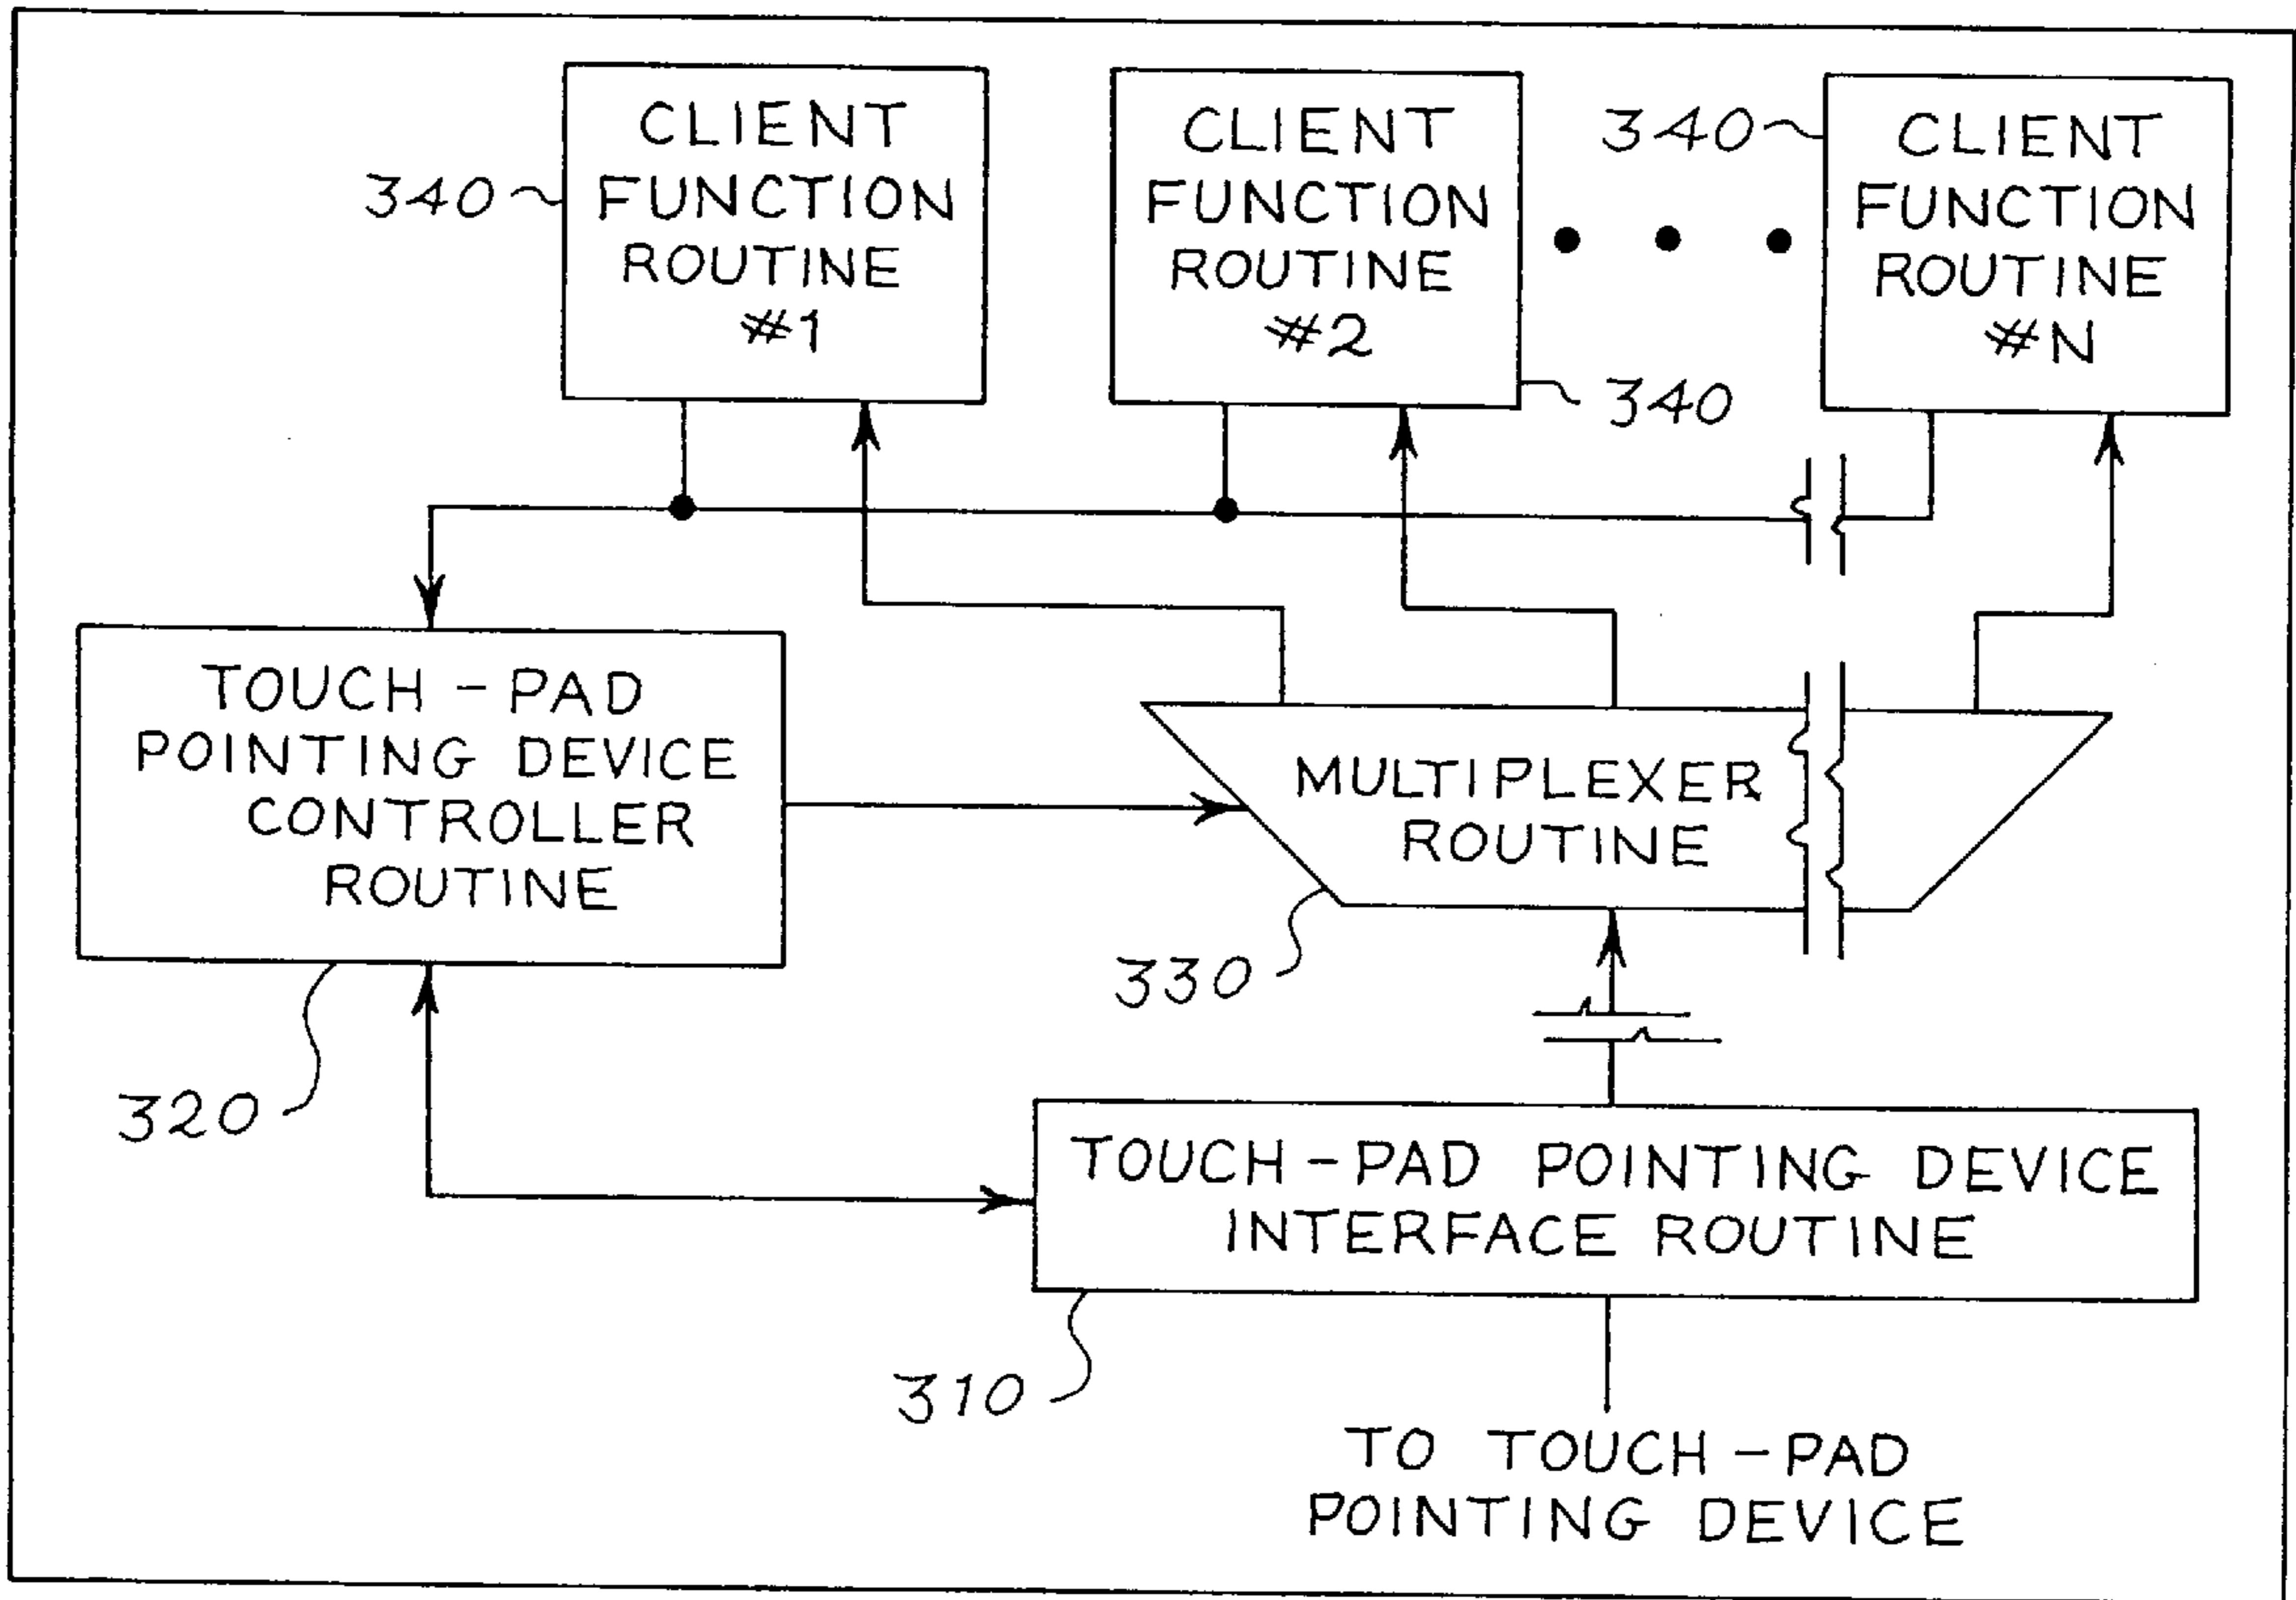 CLIENT
FUNCTION
ROUTINE
#1
340
CLIENT
FUNCTION
ROUTINE
#2
340
CLIENT
FUNCTION
ROUTINE
#N
340
TOUCH-PAD
POINTING DEVICE
CONTROLLER
ROUTINE
320
MULTIPLEXER
ROUTINE
330
TOUCH-PAD POINTING DEVICE
INTERFACE ROUTINE
310
TO TOUCH-PAD
POINTING DEVICE